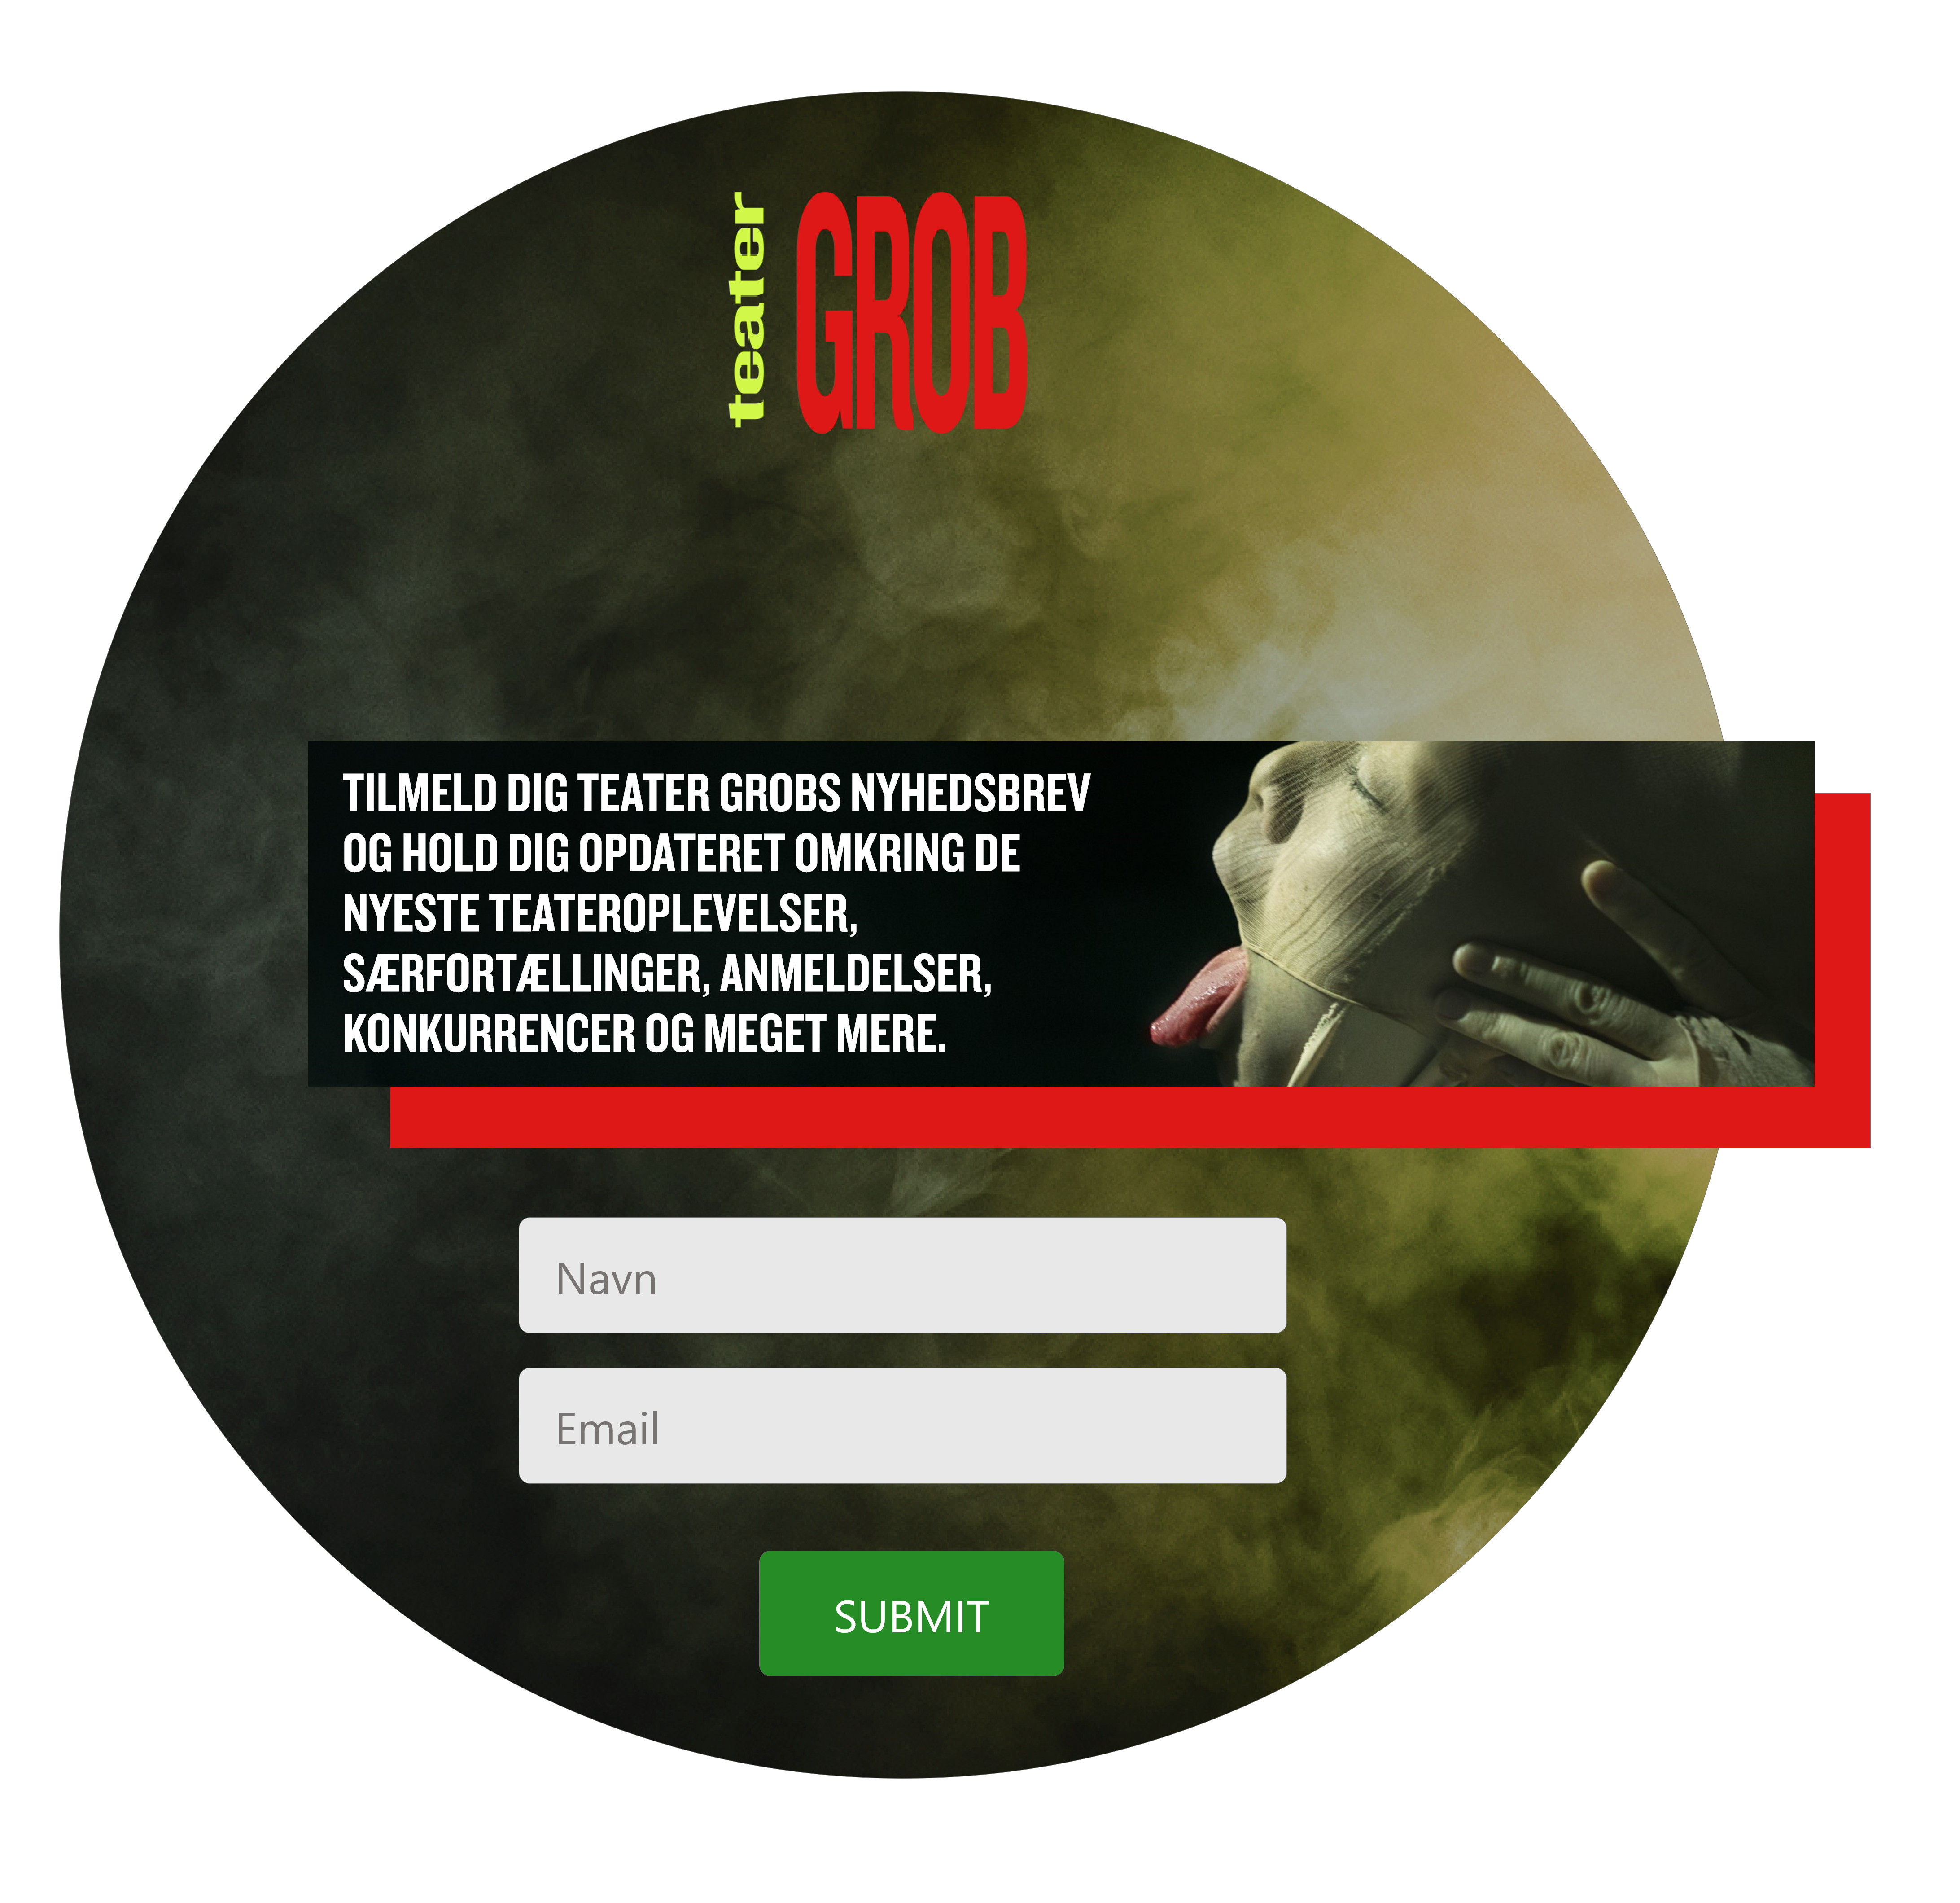 teater
GROB
TILMELD DIG TEATER GROBS NYHEDSBREV
OG HOLD DIG OPDATERET OMKRING DE
NYESTE TEATEROPLEVELSER,
SÆRFORTÆLLINGER, ANMELDELSER,
KONKURRENCER OG MEGET MERE.
Navn
Email
SUBMIT